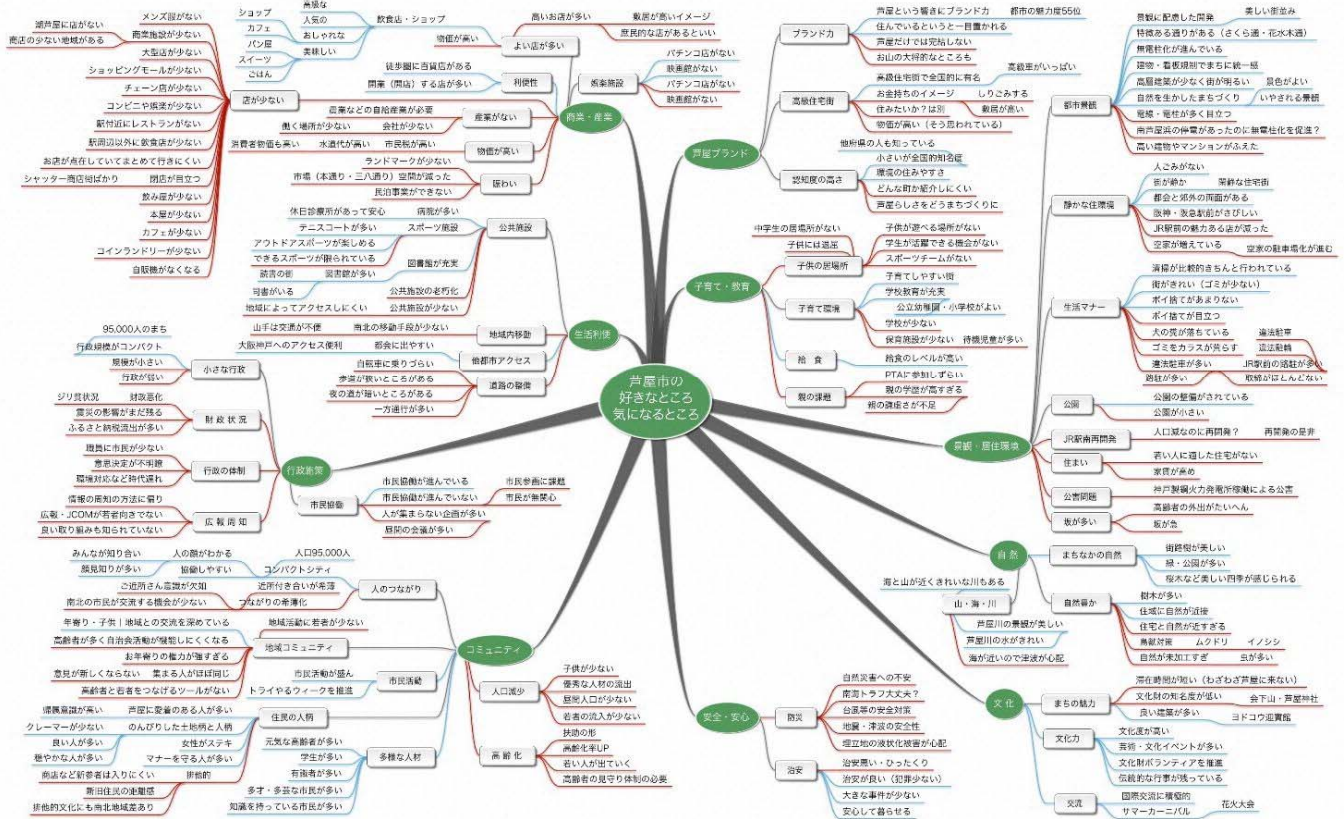 芦屋市の
好きなところ
気になるところ
商業・産業
よい店が多い
飲食店・ショップ
高級な
人気の
おしゃれな
美味しい
ショップ
カフェ
パン屋
スイーツ
ごはん
高いお店が多い
敷居が高いイメージ
庶民的な店があるといい
物価が高い
利便性
徒歩圏に百貨店がある
開業（開店）する店が多い
娯楽施設
パチンコ店がない
映画館がない
パチンコ店がない
映画館がない
店が少ない
メンズ服がない
商業施設が少ない
潮芦屋に店がない
商店の少ない地域がある
大型店が少ない
ショッピングモールが少ない
チェーン店が少ない
コンビニや娯楽が少ない
駅付近にレストランがない
駅周辺以外に飲食店が少ない
お店が点在していてまとめて行きにくい
シャッター商店街ばかり
閉店が目立つ
飲み屋が少ない
本屋が少ない
カフェが少ない
コインランドリーが少ない
自販機がなくなる
産業がない
産業などの自給産業が必要
働く場所が少ない
会社が少ない
物価が高い
消費者物価も高い
水道代が高い
市民税が高い
賑わい
ランドマークが少ない
市場（本通り・三八通り）空間が減った
民泊事業ができない
生活利便
公共施設
休日診療所があって安心
病院が多い
テニスコートが多い
スポーツ施設
アウトドアスポーツが楽しめる
できるスポーツが限られている
読書の街
図書館が多い
図書館が充実
司書がいる
公共施設の老朽化
地域によってアクセスしにくい
公共施設が少ない
地域内移動
山手は交通が不便
南北の移動手段が少ない
他都市アクセス
大阪神戸へのアクセス便利
都会に出やすい
道路の整備
自転車に乗りづらい
歩道が狭いところがある
夜の道が暗いところがある
一方通行が多い
行政施策
小さな行政
95,000人のまち
行政規模がコンパクト
規模が小さい
行政が弱い
財政状況
ジリ貧状況
財政悪化
震災の影響がまだ残る
ふるさと納税流出が多い
行政の体制
職員に市民が少ない
意思決定が不明瞭
環境対応など時代遅れ
広報周知
情報の周知の方法に偏り
広報・JCOMが若者向きでない
良い取り組みも知られていない
市民協働
市民協働が進んでいる
市民協働が進んでいない
市民参画に課題
市民が無関心
人が集まらない企画が多い
昼間の会議が多い
コミュニティ
人のつながり
みんなが知り合い
人の顔がわかる
人口95,000人
顔見知りが多い
協働しやすい
コンパクトシティ
ご近所さん意識が欠如
近所付き合いが希薄
南北の市民が交流する機会が少ない
つながりの希薄化
地域コミュニティ
年寄り・子供｜地域との交流を深めている
地域活動に若者が少ない
高齢者が多く自治会活動が機能しにくくなる
お年寄りの権力が強すぎる
意見が新しくならない
集まる人がほぼ同じ
高齢者と若者をつなげるツールがない
市民活動
市民活動が盛ん
トライやるウィークを推進
住民の人柄
帰属意識が高い
芦屋に愛着のある人が多い
クレーマーが少ない
のんびりした土地柄と人柄
良い人が多い
女性がステキ
穏やかな人が多い
マナーを守る人が多い
商店など新参者は入りにくい
排他的
新旧住民の距離感
排他的文化にも南北地域差あり
多様な人材
元気な高齢者が多い
学生が多い
有識者が多い
多才・多芸な市民が多い
知識を持っている市民が多い
人口減少
子供が少ない
優秀な人材の流出
昼間人口が少ない
若者の流入が少ない
高齢化
扶助の形
高齢化率UP
若い人が出ていく
高齢者の見守り体制の必要
芦屋ブランド
ブランド力
芦屋という響きにブランド力
都市の魅力度55位
住んでいるというと一目置かれる
芦屋だけでは完結しない
お山の大将的なところも
高級住宅街
高級住宅街で全国的に有名
高級車がいっぱい
お金持ちのイメージ
しりごみする
敷居が高い
住みたいか？は別
物価が高い（そう思われている）
認知度の高さ
他府県の人も知っている
小さいが全国的知名度
環境の住みやすさ
どんな町か紹介しにくい
芦屋らしさをどうまちづくりに
子育て・教育
子供の居場所
中学生の居場所がない
子供には退屈
子供が遊べる場所がない
学生が活躍できる機会がない
スポーツチームがない
子育て環境
子育てしやすい街
学校教育が充実
公立幼稚園・小学校がよい
学校が少ない
保育施設が少ない
待機児童が多い
給食
給食のレベルが高い
親の課題
PTAに参加しずらい
親の学歴が高すぎる
親の謙虚さが不足
景観・居住環境
都市景観
景観に配慮した開発
美しい街並み
特徴ある通りがある（さくら通・花水木通）
無電柱化が進んでいる
建物・看板規制でまちに統一感
高層建築が少なく街が明るい
景色がよい
自然を生かしたまちづくり
いやされる景観
電線・電柱が多く目立つ
南芦屋浜の停電があったのに無電柱化を促進？
高い建物やマンションがふえた
静かな住環境
人ごみがない
街が静か
閑静な住宅街
都会と郊外の両面がある
阪神・阪急駅前がさびしい
JR駅前の魅力ある店が減った
空家が増えている
空家の駐車場化が進む
生活マナー
清掃が比較的きちんと行われている
街がきれい（ゴミが少ない）
ポイ捨てがあまりない
ポイ捨てが目立つ
犬の糞が落ちている
ゴミをカラスが荒らす
違法駐車が多い
違法駐車
違法駐輪
JR駅前の路駐が多い
路駐が多い
取締がほとんどない
公園
公園の整備がされている
公園が小さい
JR駅南再開発
人口減なのに再開発？
再開発の是非
住まい
若い人に適した住宅がない
家賃が高め
公害問題
神戸製鋼火力発電所稼働による公害
坂が多い
高齢者の外出がたいへん
坂が急
自然
まちなかの自然
街路樹が美しい
緑・公園が多い
桜木など美しい四季が感じられる
山・海・川
海と山が近くきれいな川もある
芦屋川の景観が美しい
芦屋川の水がきれい
海が近いので津波が心配
自然豊か
樹木が多い
住域に自然が近接
住宅と自然が近すぎる
鳥獣対策
ムクドリ
イノシシ
自然が未加工すぎ
虫が多い
文化
まちの魅力
滞在時間が短い（わざわざ芦屋に来ない）
文化財の知名度が低い
会下山・芦屋神社
良い建築が多い
ヨドコウ迎賓館
文化力
文化度が高い
芸術・文化イベントが多い
文化財ボランティアを推進
伝統的な行事が残っている
交流
国際交流に積極的
サマーカーニバル
花火大会
安全・安心
防災
自然災害への不安
南海トラフ大丈夫？
台風等の安全対策
地震・津波の安全性
埋立地の液状化被害が心配
治安
治安悪い・ひったくり
治安が良い（犯罪少ない）
大きな事件が少ない
安心して暮らせる